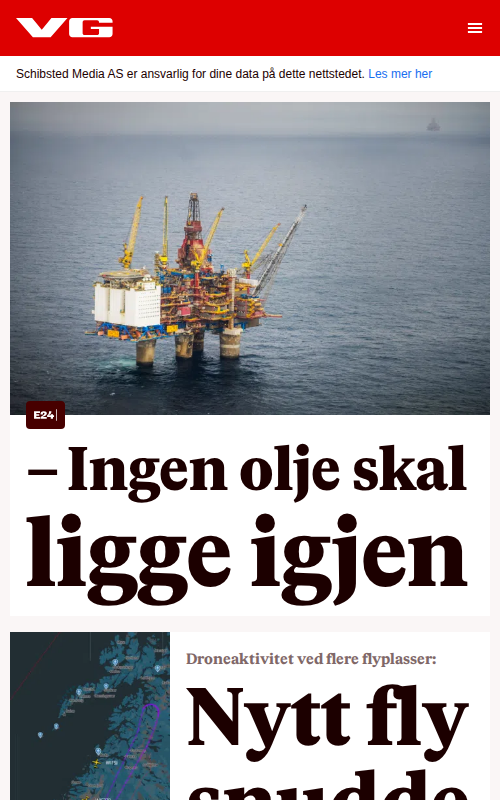 VG
Schibsted Media AS er ansvarlig for dine data på dette nettstedet. Les mer her
E24
– Ingen olje skal
ligge igjen
Droneaktivitet ved flere flyplasser:
Nytt fly
snudde